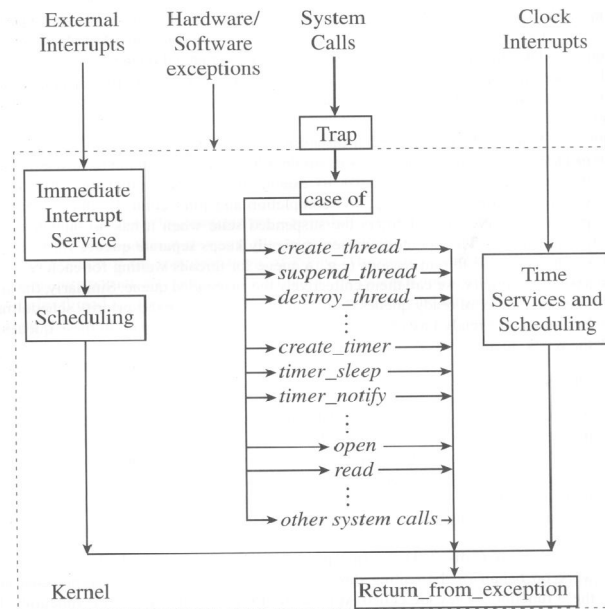 External
Interrupts
Hardware/
Software
exceptions
System
Calls
Clock
Interrupts
Trap
case of
Immediate
Interrupt
Service
Scheduling
create_thread
suspend_thread
destroy_thread
create_timer
timer_sleep
timer_notify
open
read
other system calls
Time
Services and
Scheduling
Kernel
Return_from_exception